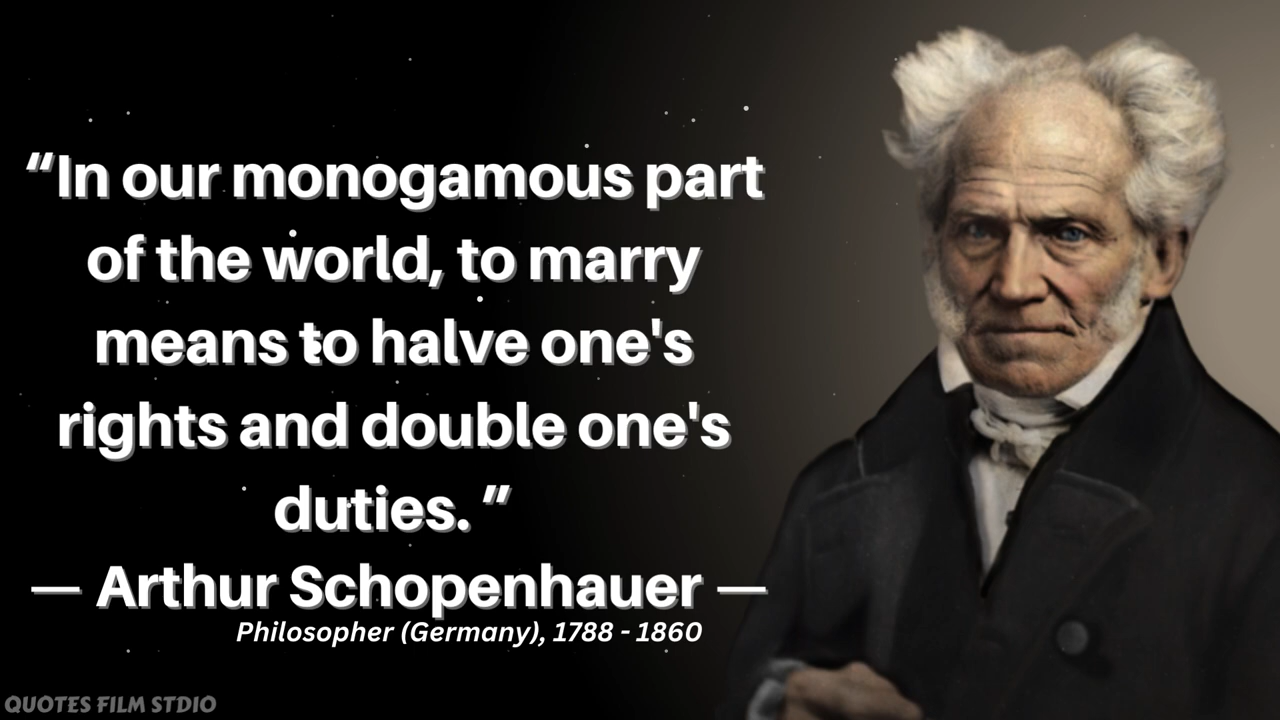 “In our monogamous part
of the world, to marry
means to halve one's
rights and double one's
duties. ”
— Arthur Schopenhauer —
Philosopher (Germany), 1788 - 1860
QUOTES FILM STDIO